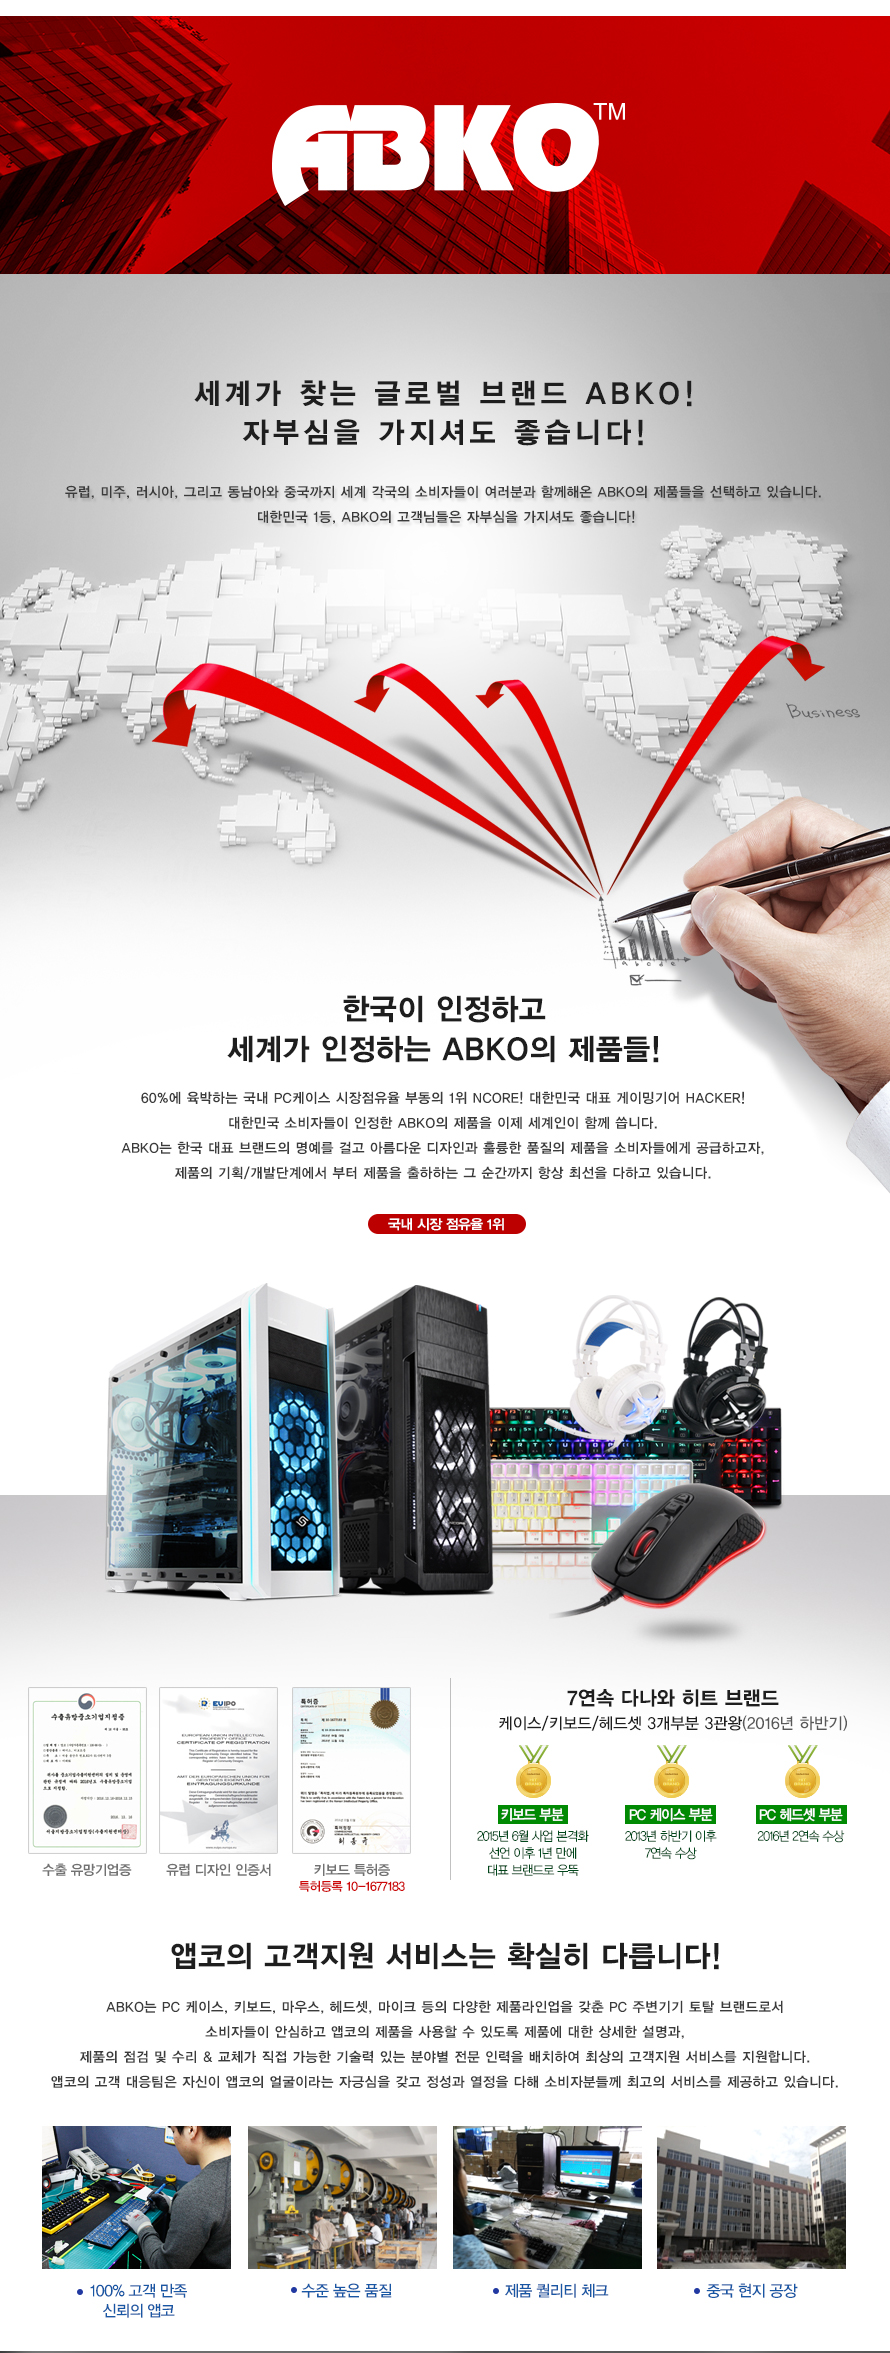 ABKO™
세계가 찾는 글로벌 브랜드 ABKO!
자부심을 가지셔도 좋습니다!
유럽, 미주, 러시아, 그리고 동남아와 중국까지 세계 각국의 소비자들이 여러분과 함께해온 ABKO의 제품들을 선택하고 있습니다.
대한민국 1등, ABKO의 고객님들은 자부심을 가지셔도 좋습니다!
Business
한국이 인정하고
세계가 인정하는 ABKO의 제품들!
60%에 육박하는 국내 PC케이스 시장점유율 부동의 1위 NCORE! 대한민국 대표 게이밍기어 HACKER!
대한민국 소비자들이 인정한 ABKO의 제품을 이제 세계인이 함께 씁니다.
ABKO는 한국 대표 브랜드의 명예를 걸고 아름다운 디자인과 훌륭한 품질의 제품을 소비자들에게 공급하고자,
제품의 기획/개발단계에서 부터 제품을 출하하는 그 순간까지 항상 최선을 다하고 있습니다.
국내 시장 점유율 1위
수출유망중소기업지정증
EUIPO
EUROPEAN UNION INTELLECTUAL
PROPERTY OFFICE
CERTIFICATE OF REGISTRATION
AMT DER EUROPÄISCHEN UNION FÜR
GEISTIGES EIGENTUM
EINTRAGUNGSURKUNDE
특허증
수출 유망기업증
유럽 디자인 인증서
키보드 특허증
특허등록 10-1677183
7연속 다나와 히트 브랜드
케이스/키보드/헤드셋 3개부분 3관왕(2016년 하반기)
키보드 부분
2015년 6월 사업 본격화
선언 이후 1년 만에
대표 브랜드로 우뚝
PC 케이스 부분
2013년 하반기 이후
7연속 수상
PC 헤드셋 부분
2016년 2연속 수상
앱코의 고객지원 서비스는 확실히 다릅니다!
ABKO는 PC 케이스, 키보드, 마우스, 헤드셋, 마이크 등의 다양한 제품라인업을 갖춘 PC 주변기기 토탈 브랜드로서
소비자들이 안심하고 앱코의 제품을 사용할 수 있도록 제품에 대한 상세한 설명과,
제품의 점검 및 수리 & 교체가 직접 가능한 기술력 있는 분야별 전문 인력을 배치하여 최상의 고객지원 서비스를 지원합니다.
앱코의 고객 대응팀은 자신이 앱코의 얼굴이라는 자긍심을 갖고 정성과 열정을 다해 소비자분들께 최고의 서비스를 제공하고 있습니다.
• 100% 고객 만족
신뢰의 앱코
• 수준 높은 품질
• 제품 퀄리티 체크
• 중국 현지 공장